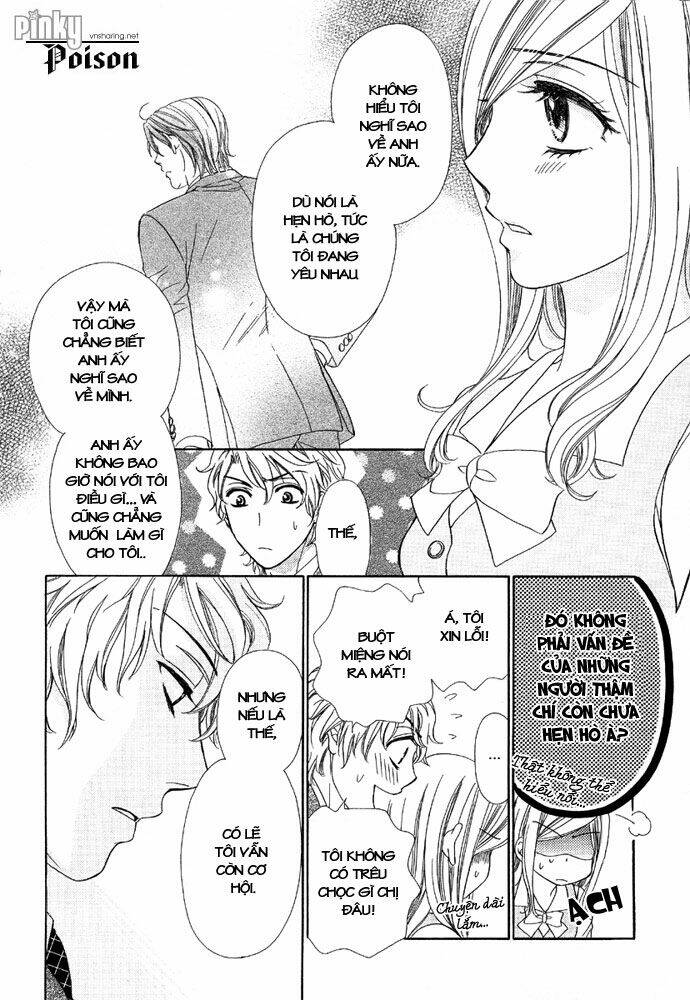 pinky
vnsharing.net
Poison
KHÔNG
HIỂU TÔI
NGHĨ SAO
VỀ ANH
ẤY NỮA.
DÙ NÓI LÀ
HẸN HÒ, TỨC
LÀ CHÚNG
TÔI ĐANG
YÊU NHAU.
VẬY MÀ
TÔI CŨNG
CHẲNG BIẾT
ANH ẤY
NGHĨ SAO
VỀ MÌNH.
ANH ẤY
KHÔNG BAO
GIỜ NÓI VỚI TÔI
ĐIỀU GÌ... VÀ
CŨNG CHẲNG
MUỐN LÀM GÌ
CHO TÔI..
THẾ,
ĐÓ KHÔNG
PHẢI VẤN ĐỀ
CỦA NHỮNG
NGƯỜI THẬM
CHÍ CÒN CHƯA
HẸN HÒ À?
Thật không thể
hiểu nổi...
ẠCH
Á, TÔI
XIN LỖI!
BUỘT
MIỆNG NÓI
RA MẤT!
...
TÔI KHÔNG
CÓ TRÊU
CHỌC GÌ CHỊ
ĐÂU!
Chuyện dài
lắm...
NHƯNG
NẾU LÀ
THẾ,
CÓ LẼ
TÔI VẪN
CÒN CƠ
HỘI.